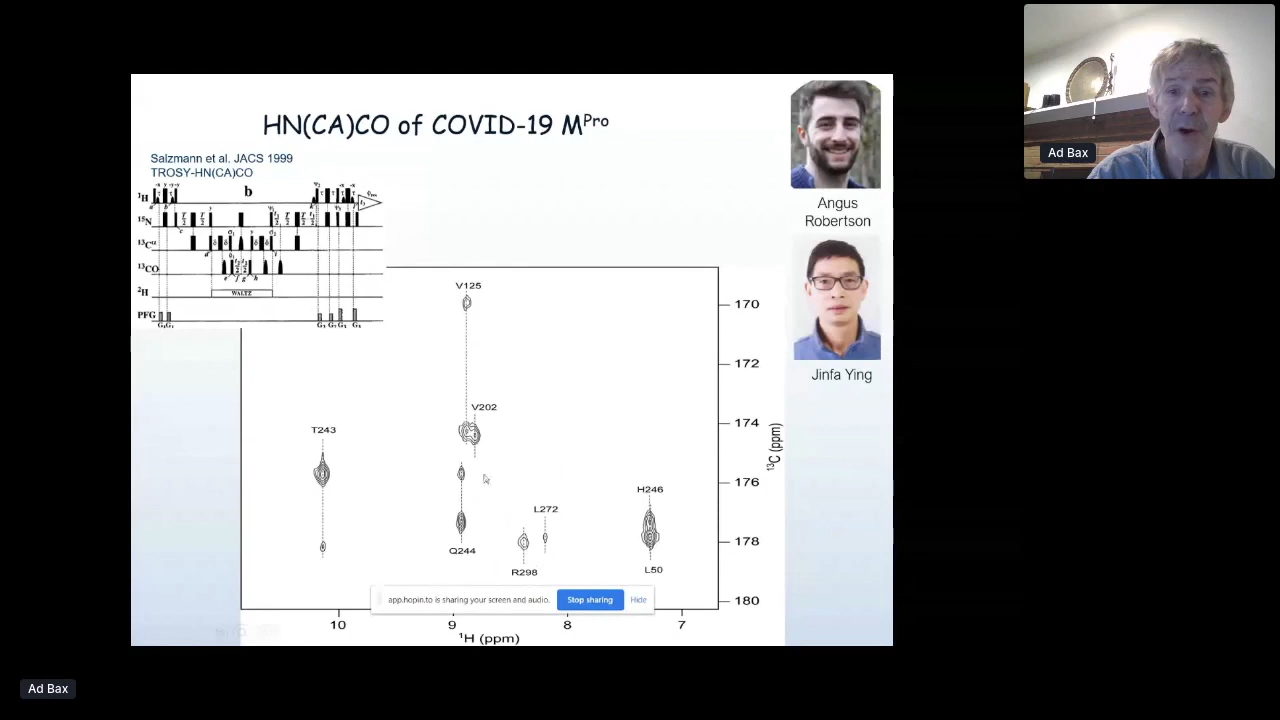 HN(CA)CO of COVID-19 Mᴾʳᵒ
Salzmann et al. JACS 1999
TROSY-HN(CA)CO
b
¹H
¹⁵N
¹³Cᵅ
¹³CO
²H
WALTZ
PFG
Angus
Robertson
Jinfa Ying
Ad Bax
V125
V202
T243
Q244
L272
R298
H246
L50
170
172
174
176
178
180
¹³C (ppm)
10
9
8
7
¹H (ppm)
app.hopin.to is sharing your screen and audio.
Stop sharing
Hide
Ad Bax